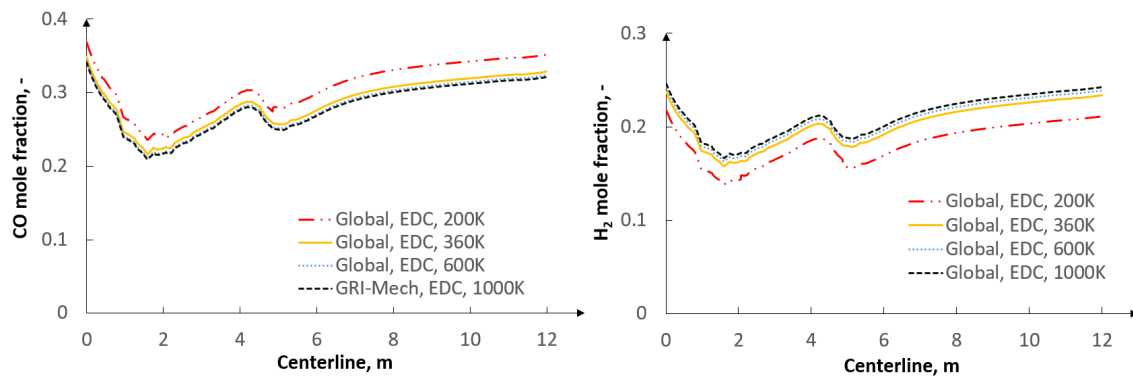 0.4
0.3
0.2
0.1
0
CO mole fraction, -
Global, EDC, 200K
Global, EDC, 360K
Global, EDC, 600K
GRI-Mech, EDC, 1000K
0 2 4 6 8 10 12
Centerline, m
0.3
0.2
0.1
0
H₂ mole fraction, -
Global, EDC, 200K
Global, EDC, 360K
Global, EDC, 600K
Global, EDC, 1000K
0 2 4 6 8 10 12
Centerline, m